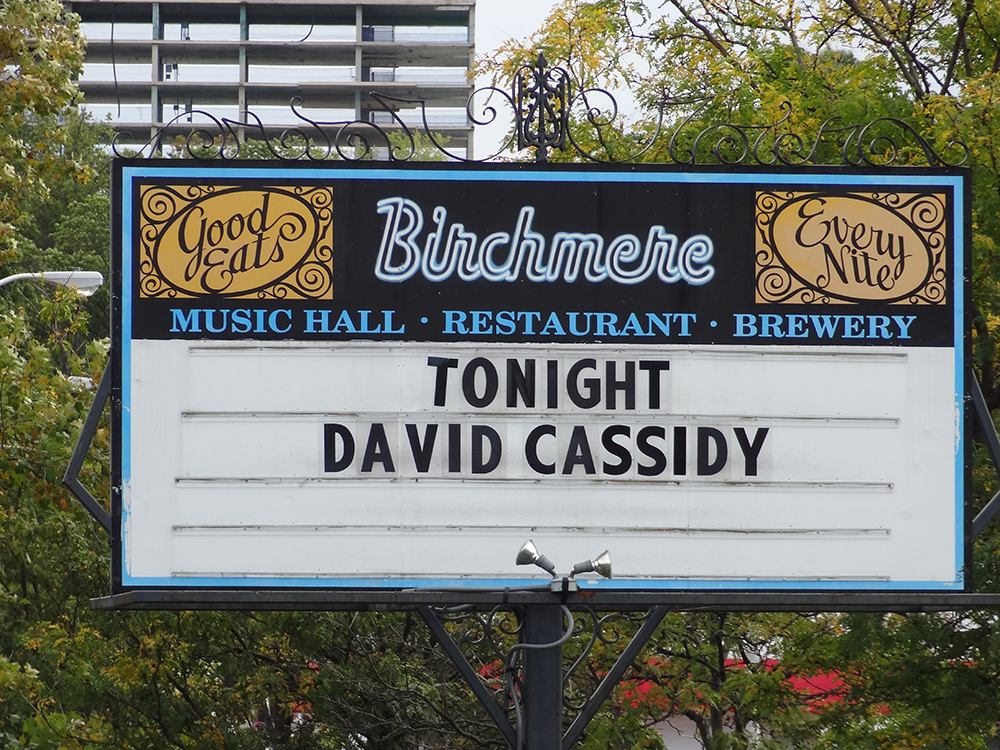 Good
Eats
Birchmere
Every
Nite
MUSIC HALL · RESTAURANT · BREWERY
TONIGHT
DAVID CASSIDY